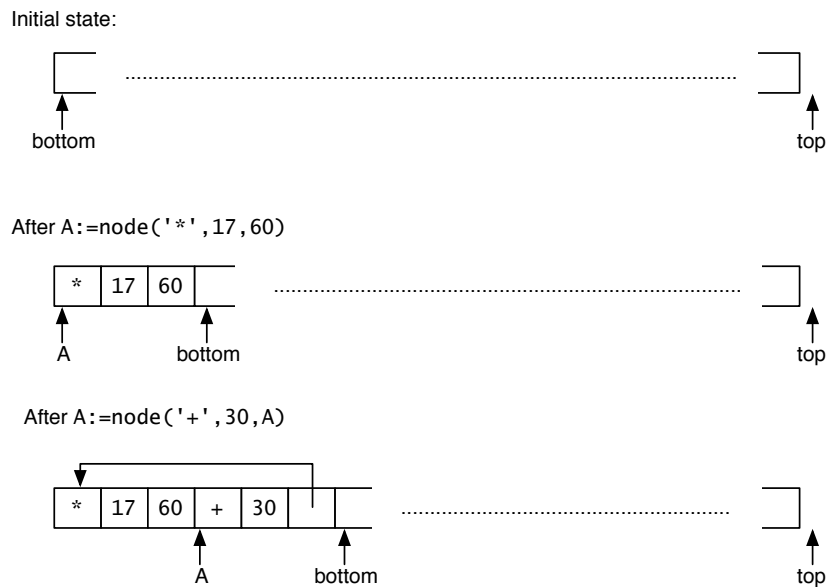 Initial state:
bottom top
After A:=node('*',17,60)
* 17 60
A bottom top
After A:=node('+',30,A)
* 17 60 + 30
A bottom top